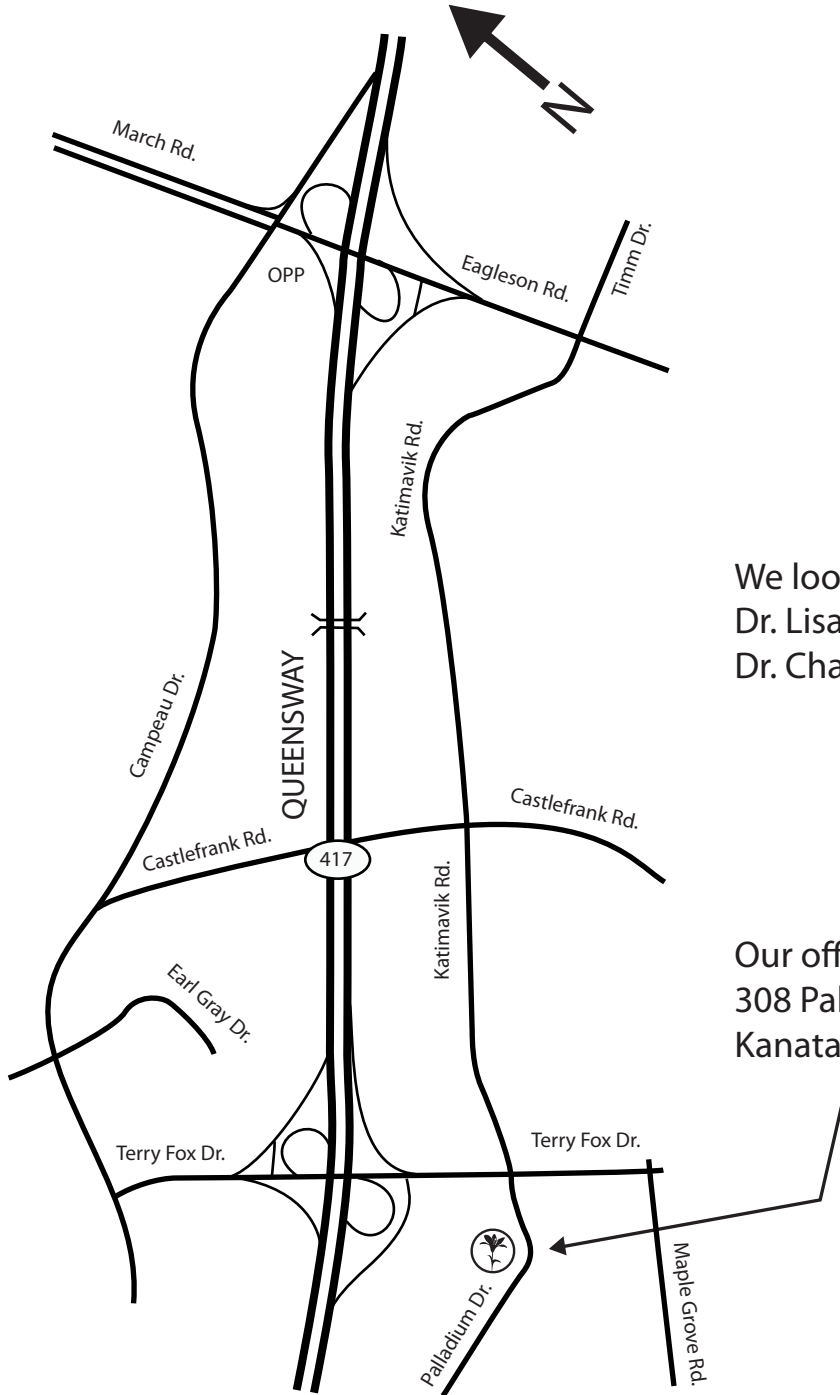 N
March Rd.
OPP
Eagleson Rd.
Timm Dr.
Katimavik Rd.
We loo
Dr. Lisa
Dr. Cha
QUEENSWAY
Campeau Dr.
Castlefrank Rd.
Castlefrank Rd.
417
Katimavik Rd.
Earl Gray Dr.
Our off
308 Pal
Kanata
Terry Fox Dr.
Terry Fox Dr.
Palladium Dr.
Maple Grove Rd.